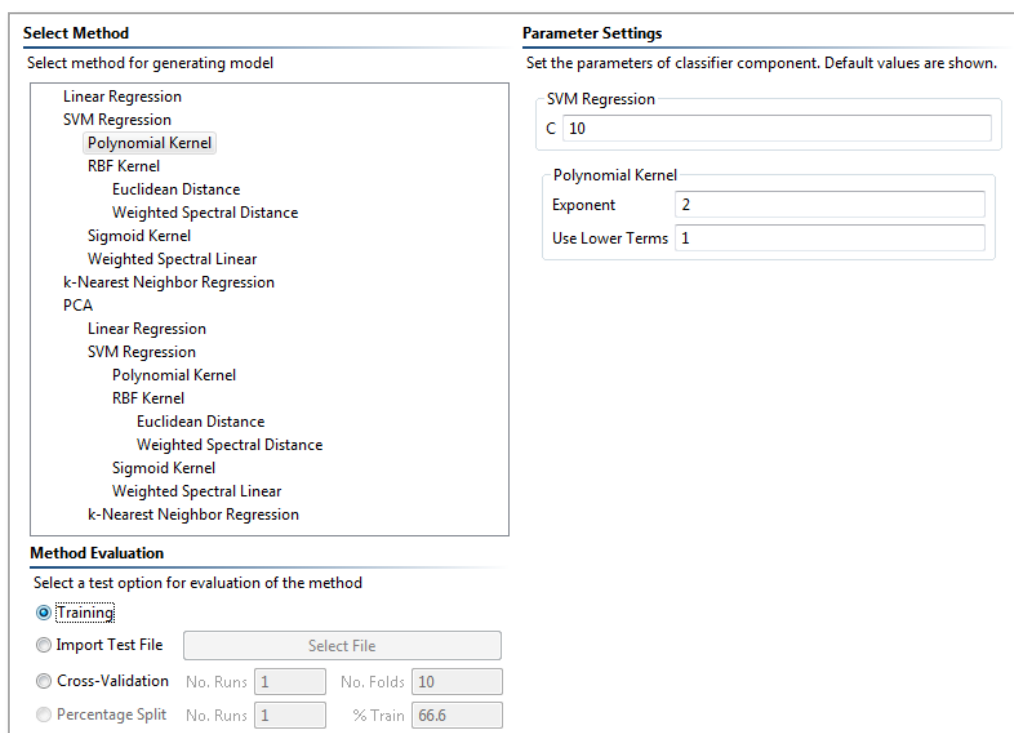 Select Method
Select method for generating model
Linear Regression
SVM Regression
Polynomial Kernel
RBF Kernel
Euclidean Distance
Weighted Spectral Distance
Sigmoid Kernel
Weighted Spectral Linear
k-Nearest Neighbor Regression
PCA
Linear Regression
SVM Regression
Polynomial Kernel
RBF Kernel
Euclidean Distance
Weighted Spectral Distance
Sigmoid Kernel
Weighted Spectral Linear
k-Nearest Neighbor Regression
Method Evaluation
Select a test option for evaluation of the method
Training
Import Test File Select File
Cross-Validation No. Runs 1 No. Folds 10
Percentage Split No. Runs 1 % Train 66.6
Parameter Settings
Set the parameters of classifier component. Default values are shown.
SVM Regression
C 10
Polynomial Kernel
Exponent 2
Use Lower Terms 1